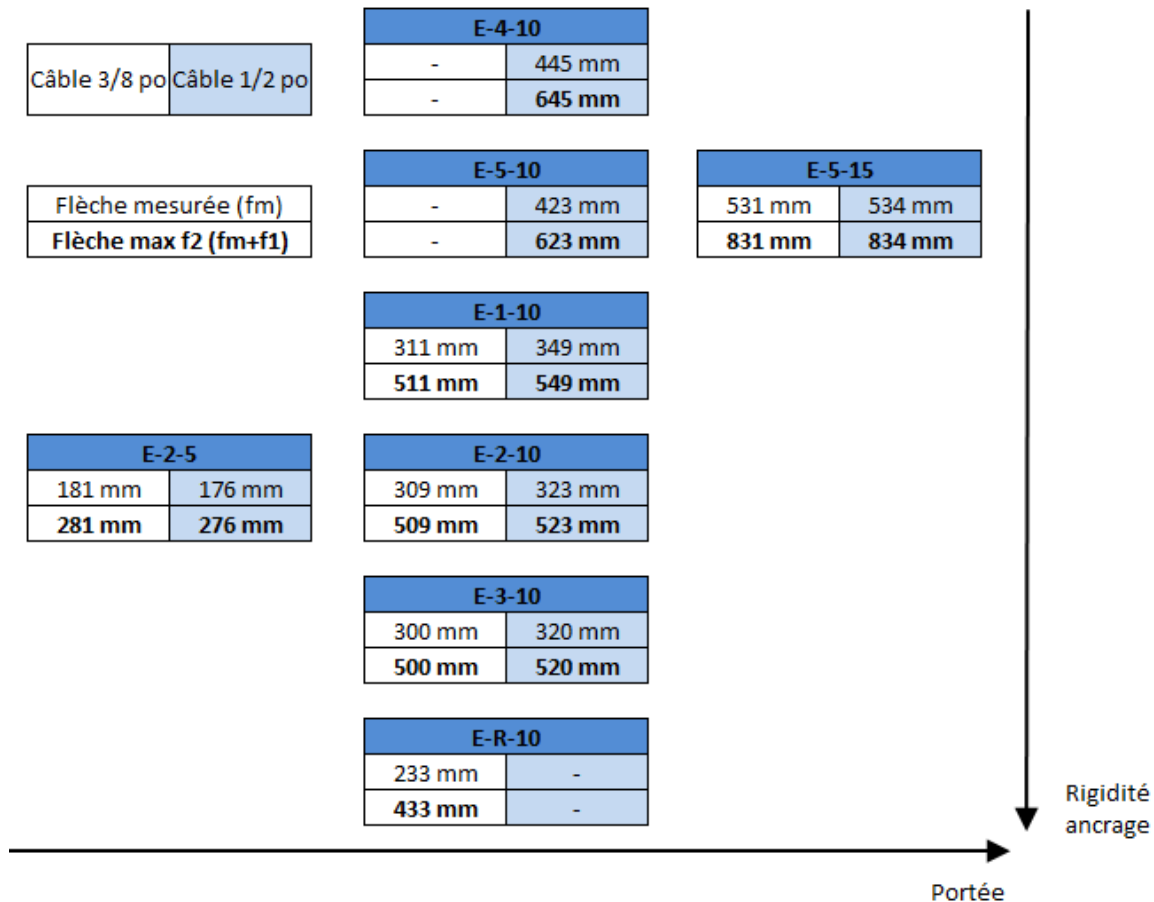 E-4-10
Câble 3/8 po Câble 1/2 po
- 445 mm
- 645 mm
E-5-10 E-5-15
Flèche mesurée (fm) - 423 mm 531 mm 534 mm
Flèche max f2 (fm+f1) - 623 mm 831 mm 834 mm
E-1-10
311 mm 349 mm
511 mm 549 mm
E-2-5 E-2-10
181 mm 176 mm 309 mm 323 mm
281 mm 276 mm 509 mm 523 mm
E-3-10
300 mm 320 mm
500 mm 520 mm
E-R-10
233 mm -
433 mm -
Rigidité
ancrage
Portée